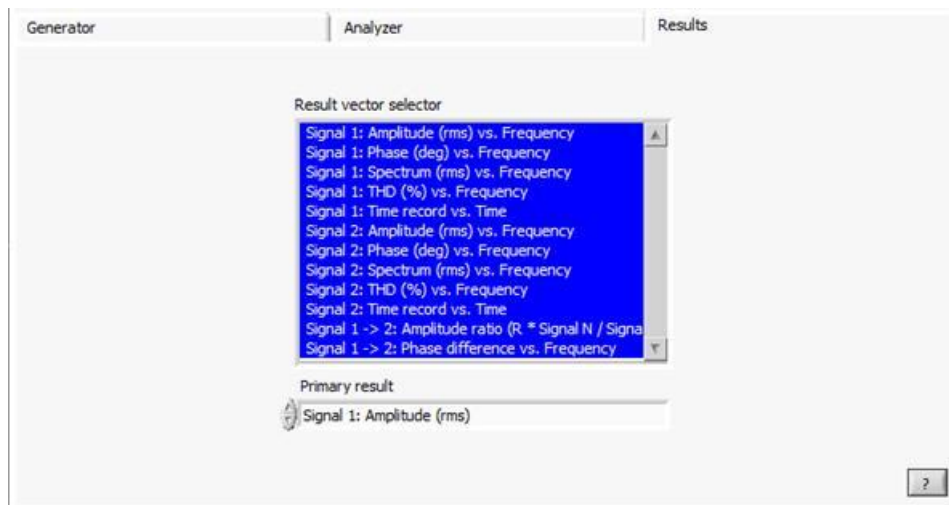 Generator
Analyzer
Results
Result vector selector
Signal 1: Amplitude (rms) vs. Frequency
Signal 1: Phase (deg) vs. Frequency
Signal 1: Spectrum (rms) vs. Frequency
Signal 1: THD (%) vs. Frequency
Signal 1: Time record vs. Time
Signal 2: Amplitude (rms) vs. Frequency
Signal 2: Phase (deg) vs. Frequency
Signal 2: Spectrum (rms) vs. Frequency
Signal 2: THD (%) vs. Frequency
Signal 2: Time record vs. Time
Signal 1 -> 2: Amplitude ratio (R * Signal N / Signa
Signal 1 -> 2: Phase difference vs. Frequency
Primary result
Signal 1: Amplitude (rms)
?